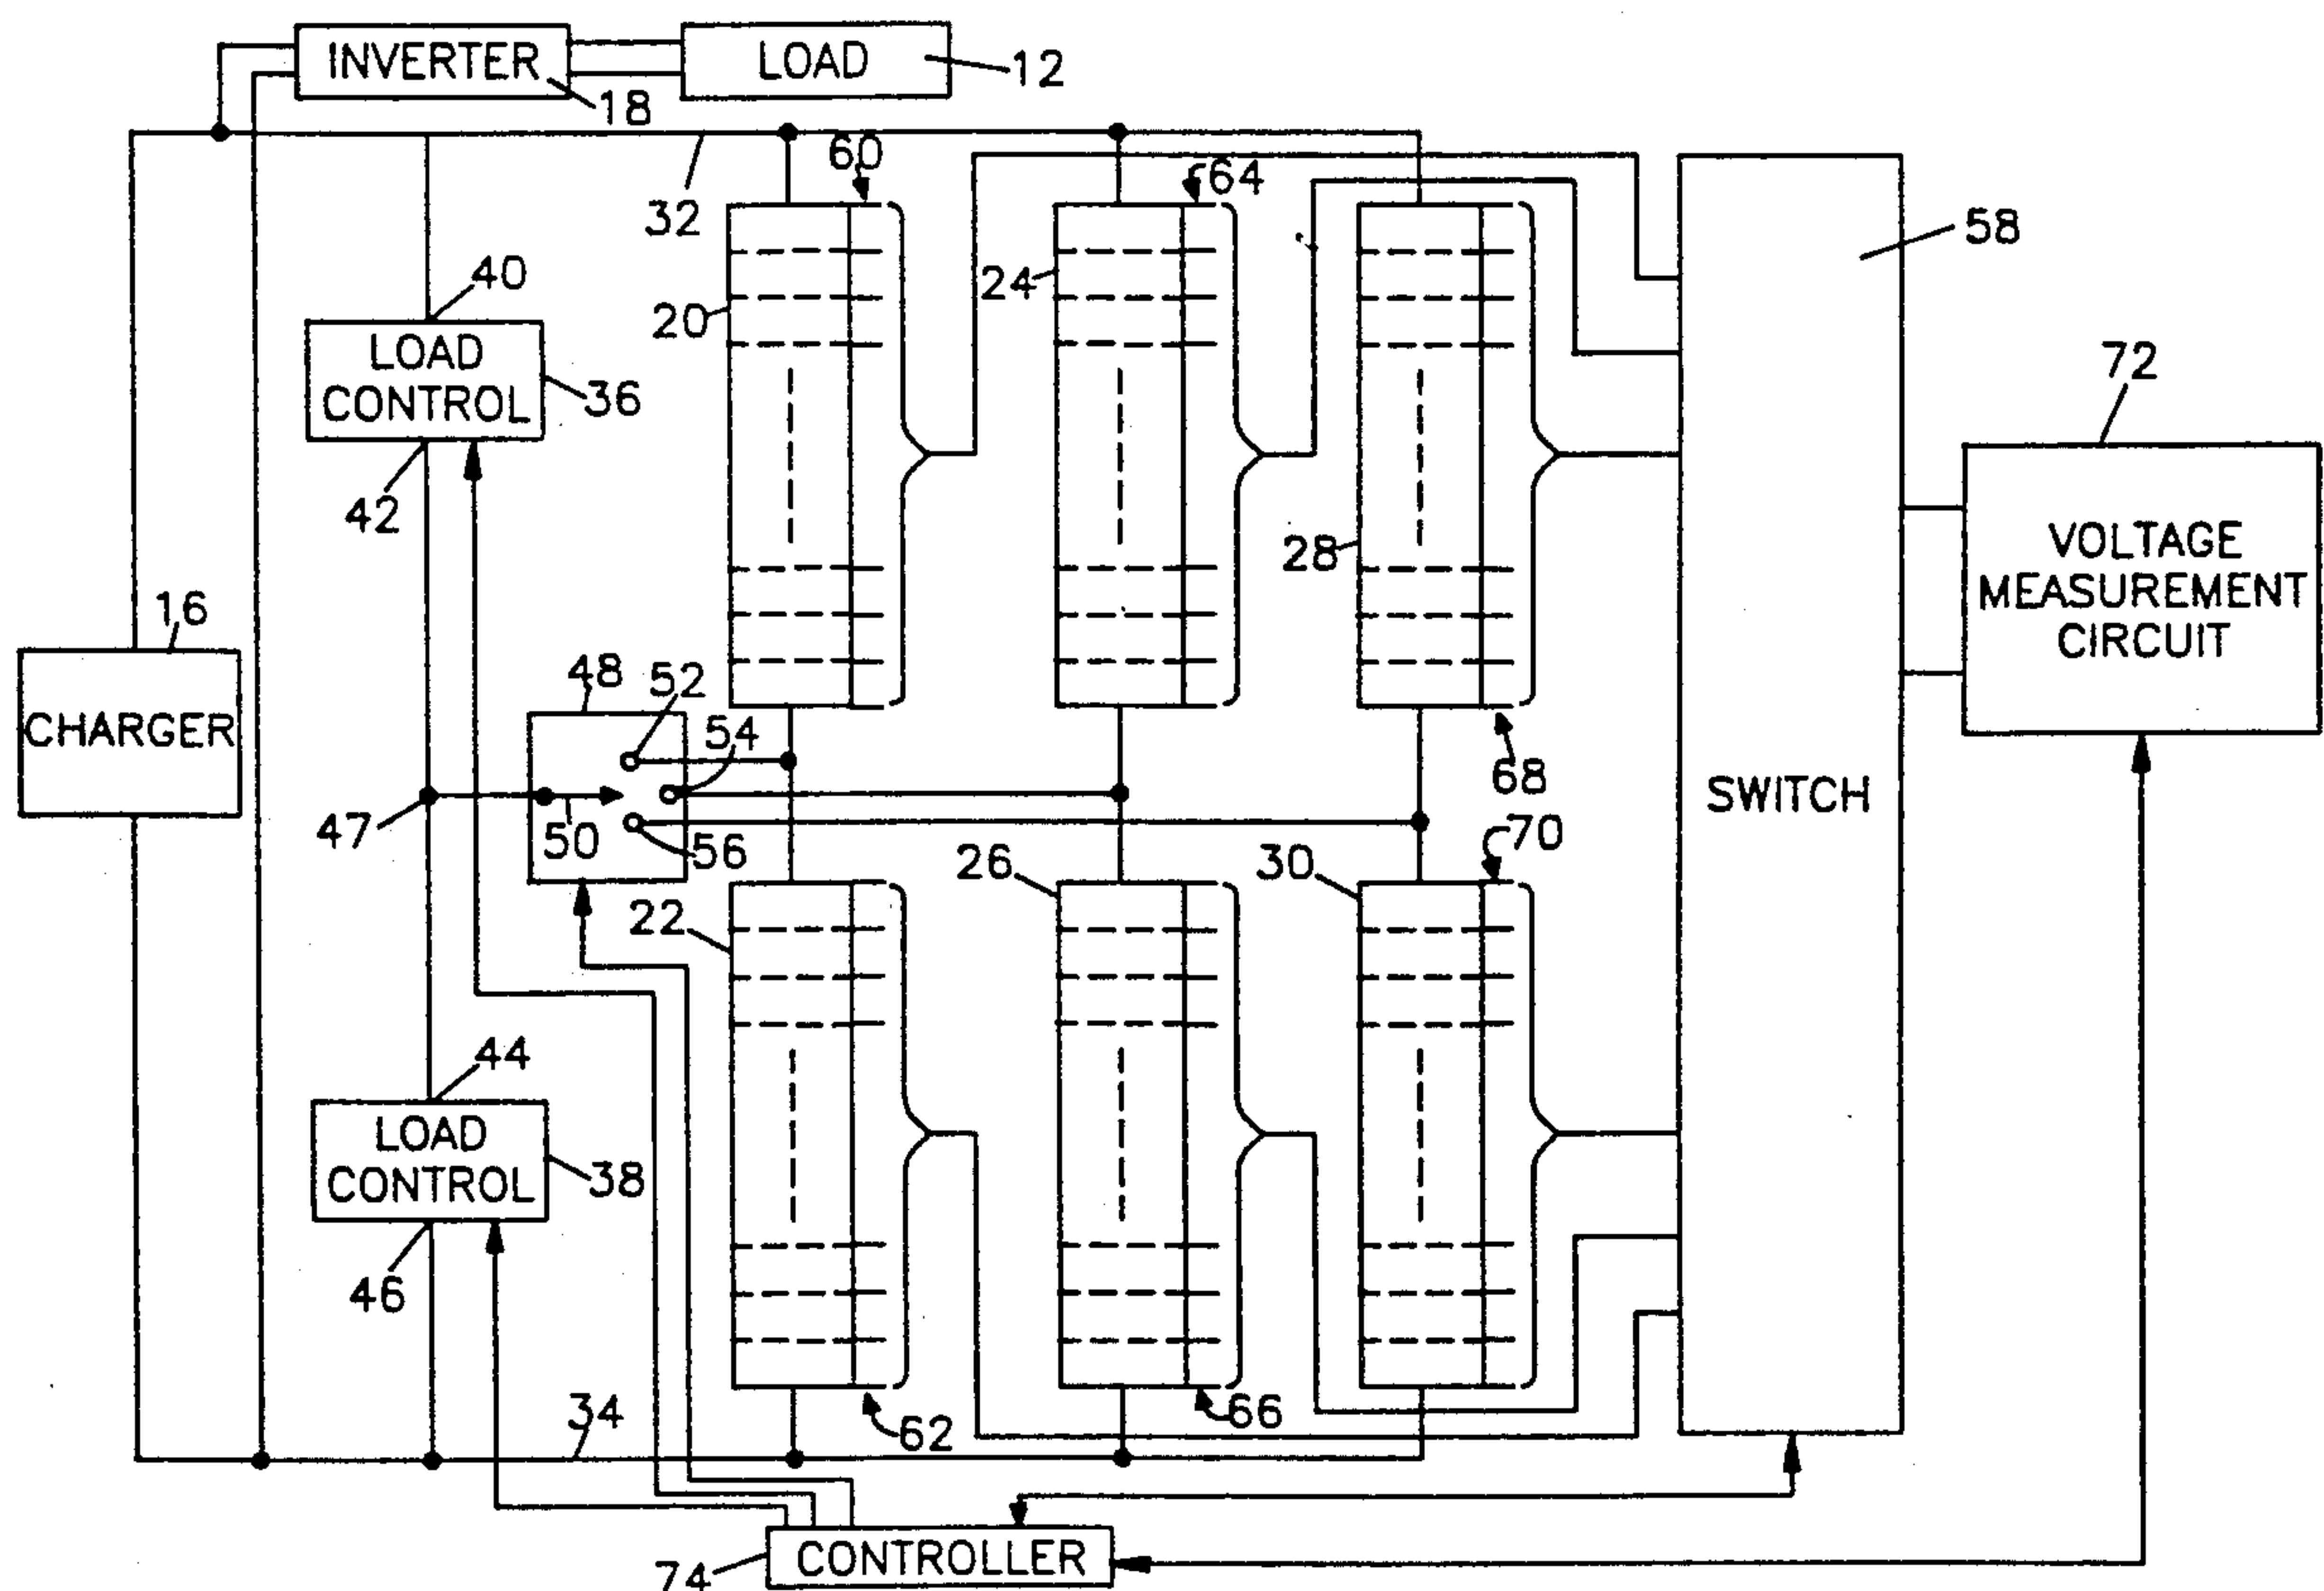 INVERTER
18
LOAD
12
60
64
32
58
40
20
24
LOAD
CONTROL
36
72
42
28
VOLTAGE
MEASUREMENT
CIRCUIT
16
48
52
54
CHARGER
68
SWITCH
47
50
56
70
26
30
22
44
LOAD
CONTROL
38
46
34
62
66
CONTROLLER
74